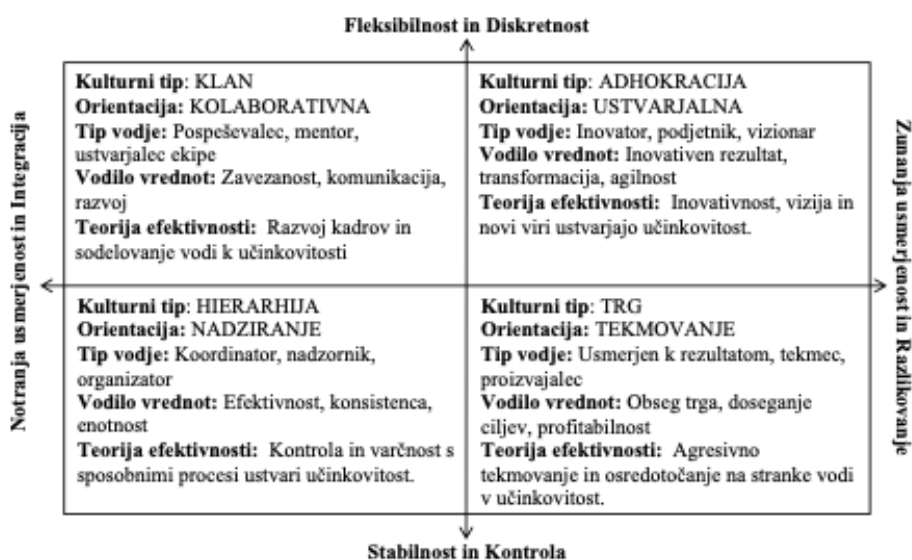 Fleksibilnost in Diskretnost
Notranja usmerjenost in Integracija
Kulturni tip: KLAN
Orientacija: KOLABORATIVNA
Tip vodje: Pospeševalec, mentor,
ustvarjalec ekipe
Vodilo vrednot: Zavezanost, komunikacija,
razvoj
Teorija efektivnosti: Razvoj kadrov in
sodelovanje vodi k učinkovitosti
Kulturni tip: ADHOKRACIJA
Orientacija: USTVARJALNA
Tip vodje: Inovator, podjetnik, vizionar
Vodilo vrednot: Inovativen rezultat,
transformacija, agilnost
Teorija efektivnosti: Inovativnost, vizija in
novi viri ustvarjajo učinkovitost.
Kulturni tip: HIERARHIJA
Orientacija: NADZIRANJE
Tip vodje: Koordinator, nadzornik,
organizator
Vodilo vrednot: Efektivnost, konsistenca,
enotnost
Teorija efektivnosti: Kontrola in varčnost s
sposobnimi procesi ustvari učinkovitost.
Kulturni tip: TRG
Orientacija: TEKMOVANJE
Tip vodje: Usmerjen k rezultatom, tekmec,
proizvajalec
Vodilo vrednot: Obseg trga, doseganje
ciljev, profitabilnost
Teorija efektivnosti: Agresivno
tekmovanje in osredotočanje na stranke vodi
v učinkovitost.
Zunanja usmerjenost in Razlikovanje
Stabilnost in Kontrola